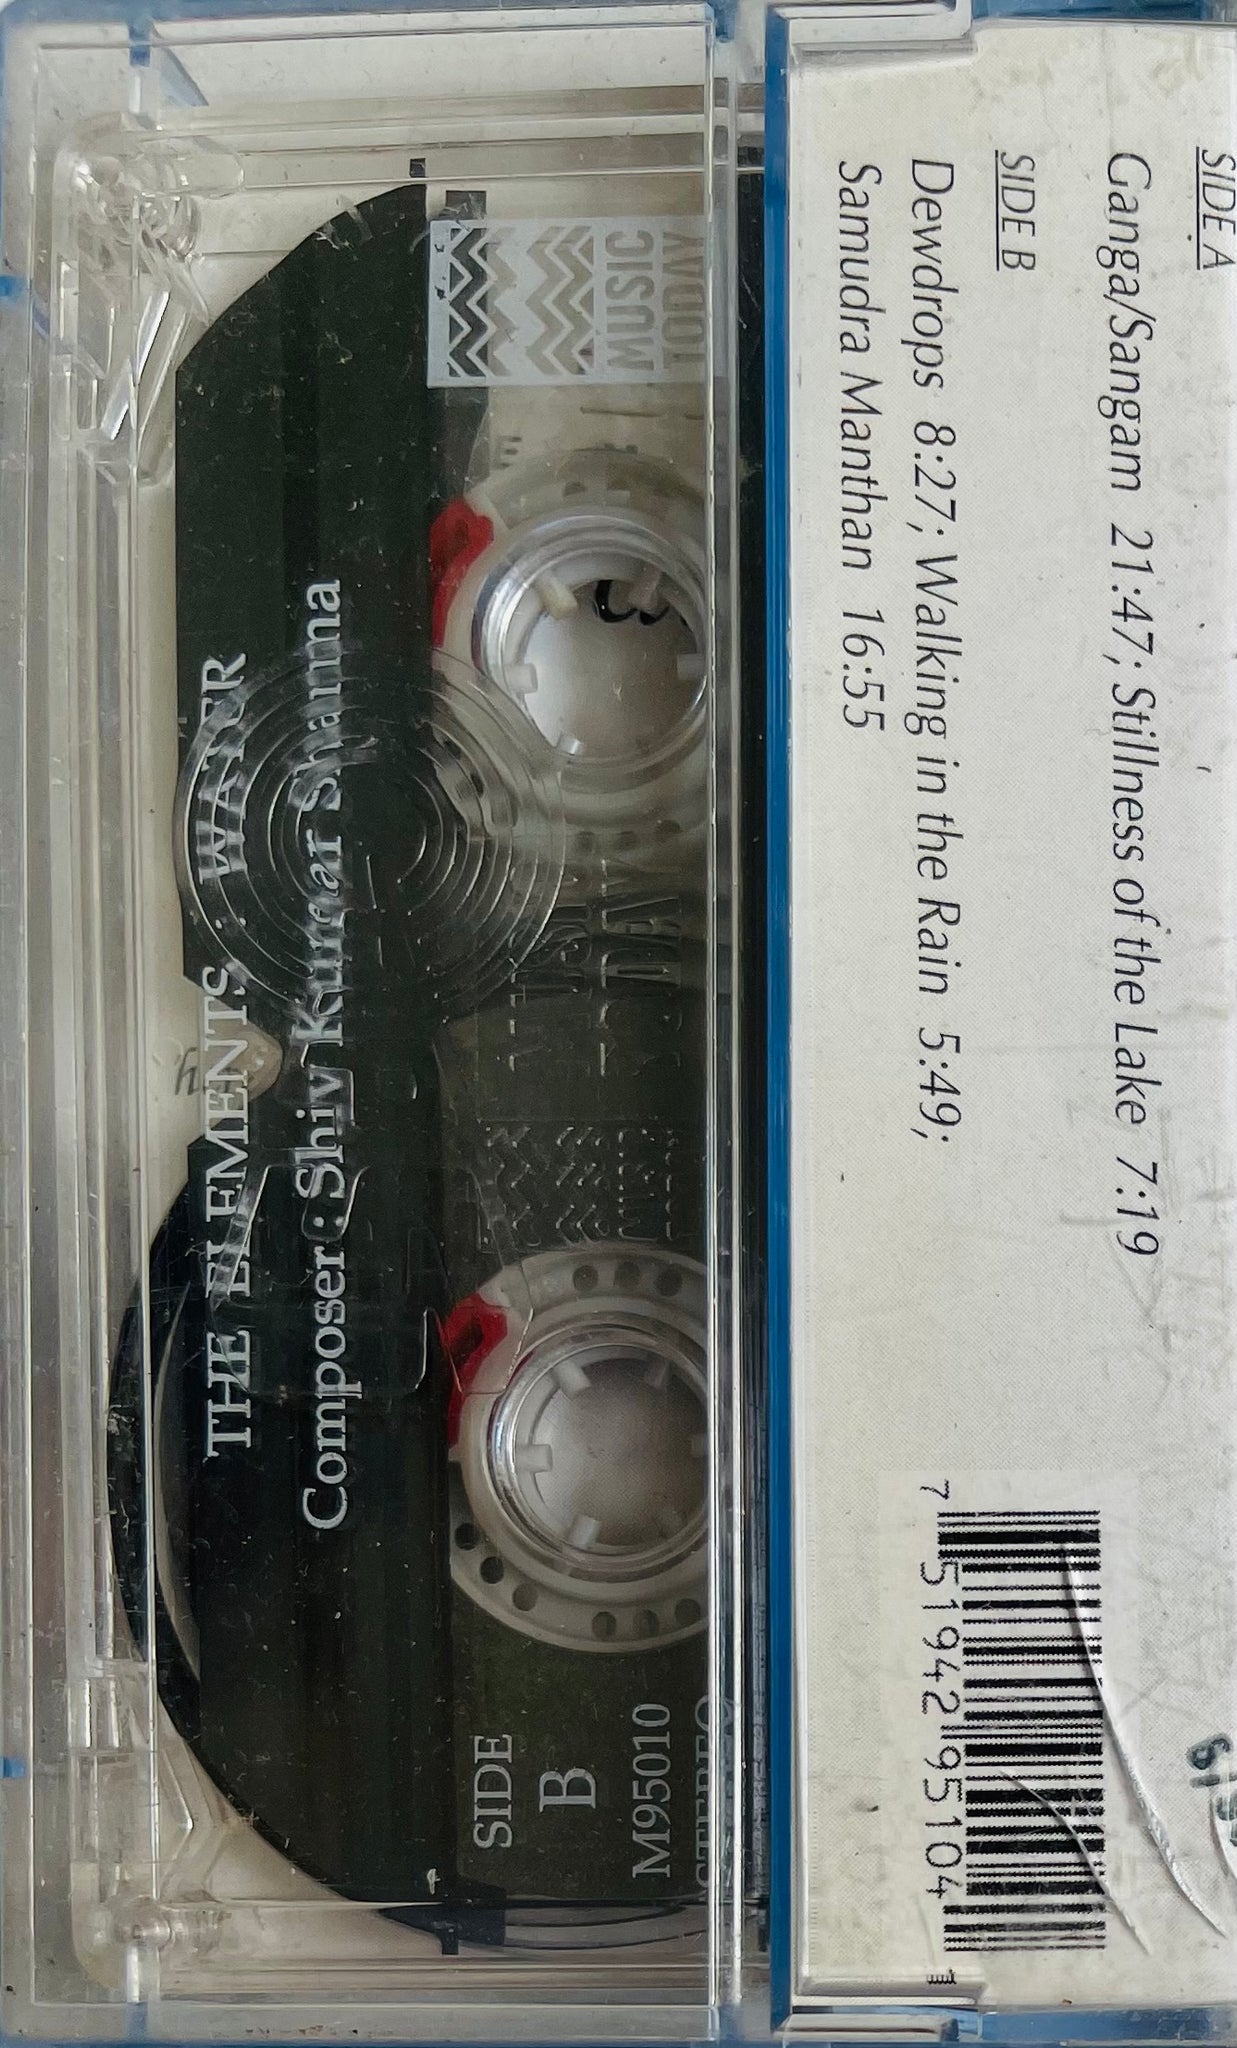 SIDE A
Ganga/Sangam 21:47; Stillness of the Lake 7:19
SIDE B
Dewdrops 8:27; Walking in the Rain 5:49;
Samudra Manthan 16:55
7 51942 95104 1
MUSIC
TODAY
SIDE
B
M95010
STEREO
Composer : Shiv Kumar Sharma
THE ELEMENTS : WATER